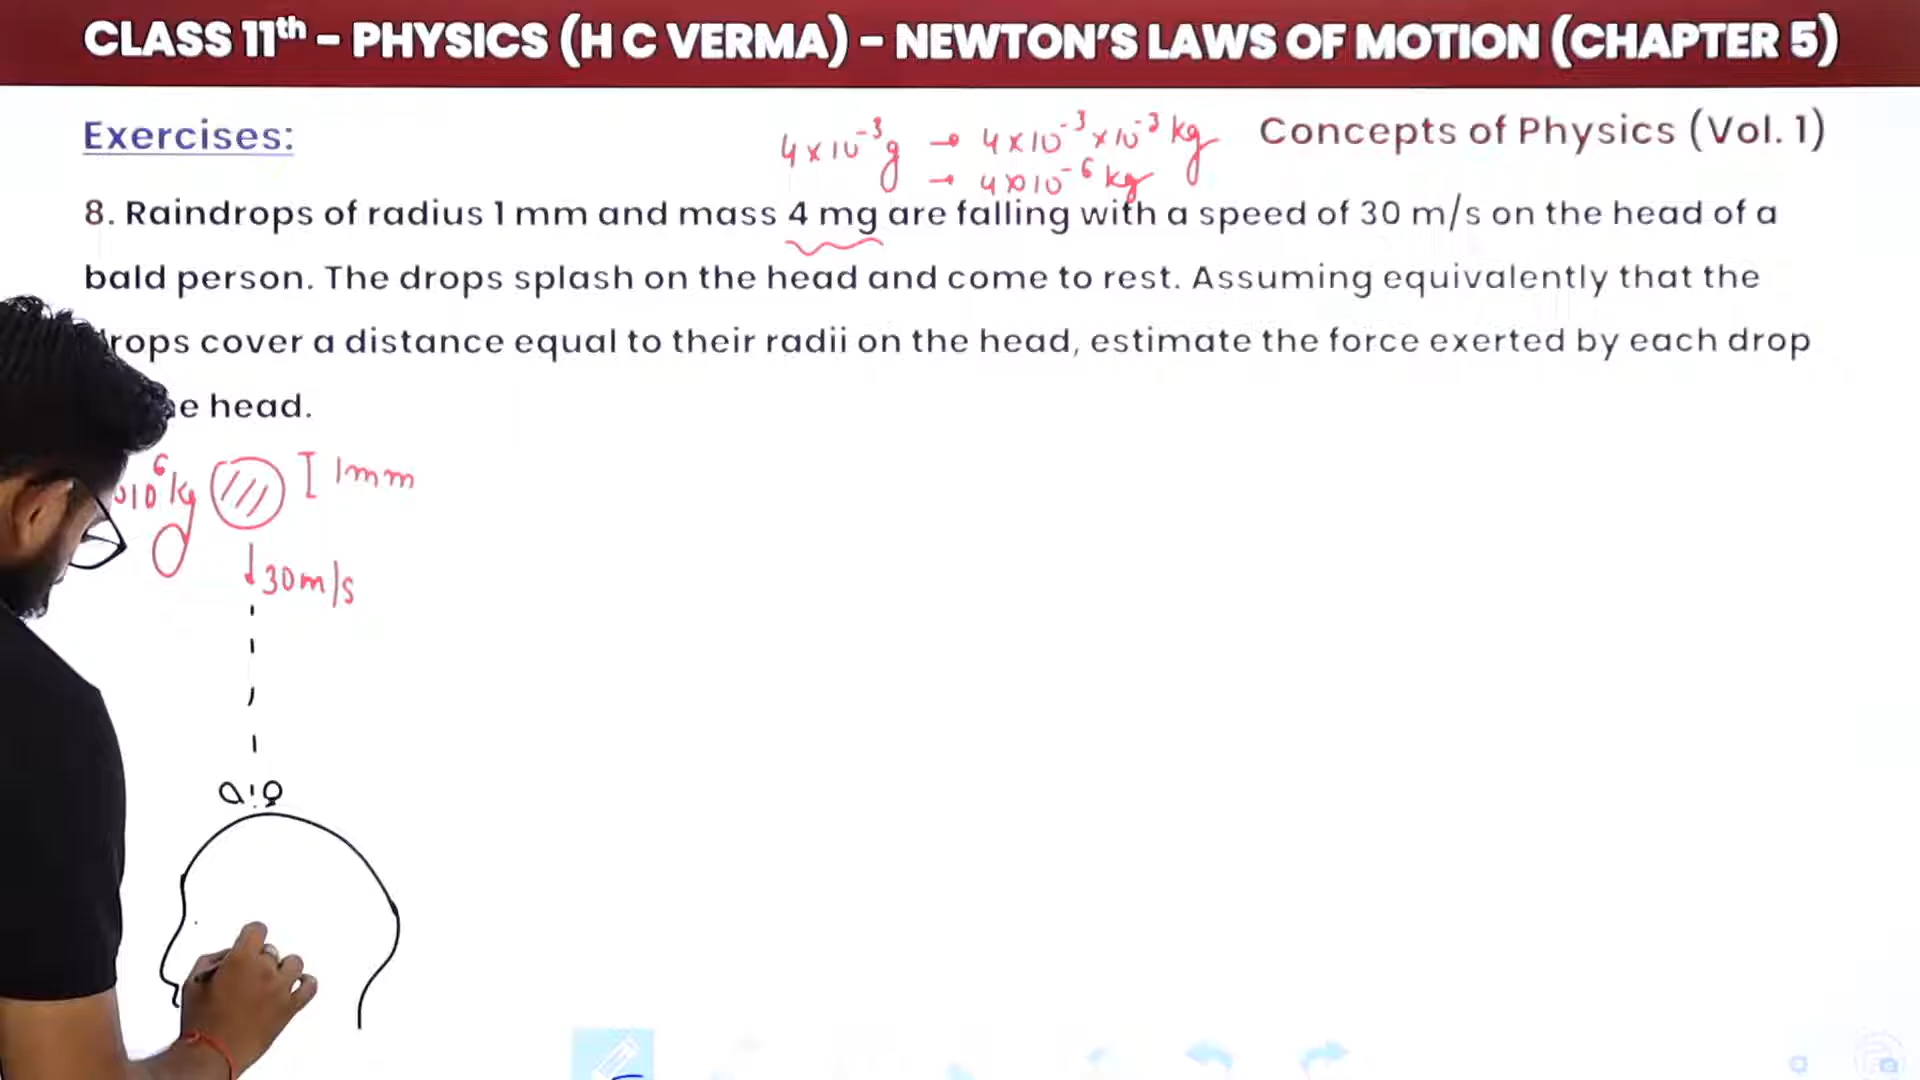 CLASS 11th - PHYSICS (H C VERMA) - NEWTON'S LAWS OF MOTION (CHAPTER 5)
Exercises:
4×10⁻³g → 4×10⁻³×10⁻³ kg
→ 4×10⁻⁶ kg
Concepts of Physics (Vol. 1)
8. Raindrops of radius 1 mm and mass 4 mg are falling with a speed of 30 m/s on the head of a
bald person. The drops splash on the head and come to rest. Assuming equivalently that the
rops cover a distance equal to their radii on the head, estimate the force exerted by each drop
e head.
10⁶kg
1mm
30m/s